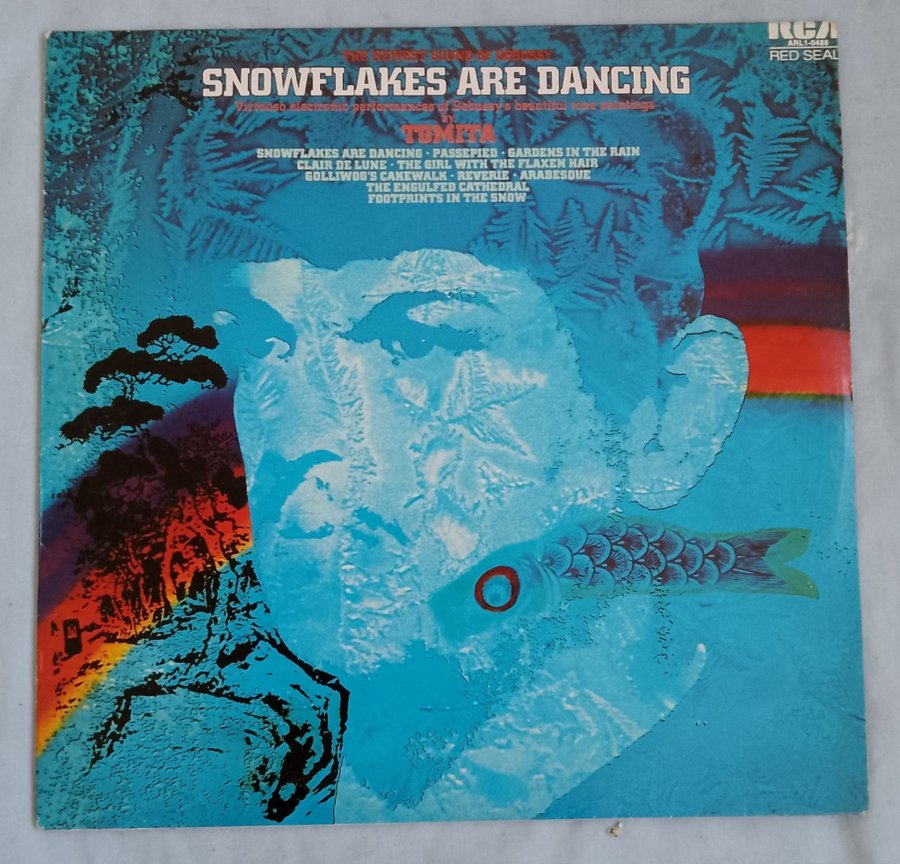 RCA
ARL1-0488
RED SEAL
THE NEWEST SOUND OF DEBUSSY
SNOWFLAKES ARE DANCING
Virtuoso electronic performances of Debussy's beautiful tone paintings
by
TOMITA
SNOWFLAKES ARE DANCING · PASSEPIED · GARDENS IN THE RAIN
CLAIR DE LUNE · THE GIRL WITH THE FLAXEN HAIR
GOLLIWOG'S CAKEWALK · REVERIE · ARABESQUE
THE ENGULFED CATHEDRAL
FOOTPRINTS IN THE SNOW